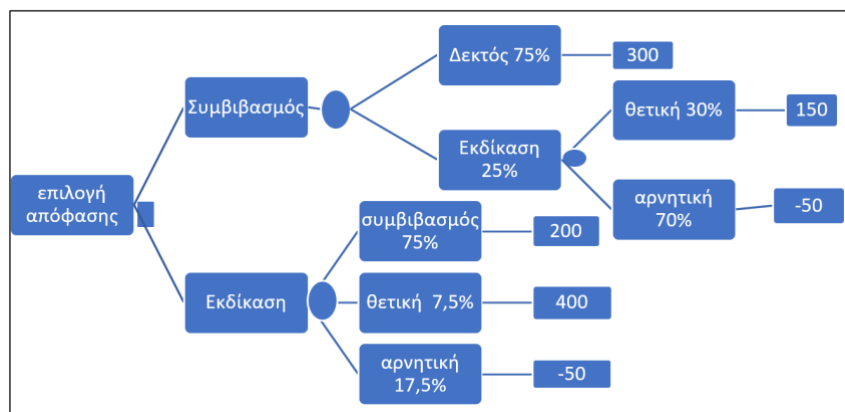 Δεκτός 75%
300
Συμβιβασμός
θετική 30%
150
Εκδίκαση
25%
επιλογή
απόφασης
αρνητική
70%
-50
συμβιβασμός
75%
200
Εκδίκαση
θετική 7,5%
400
αρνητική
17,5%
-50